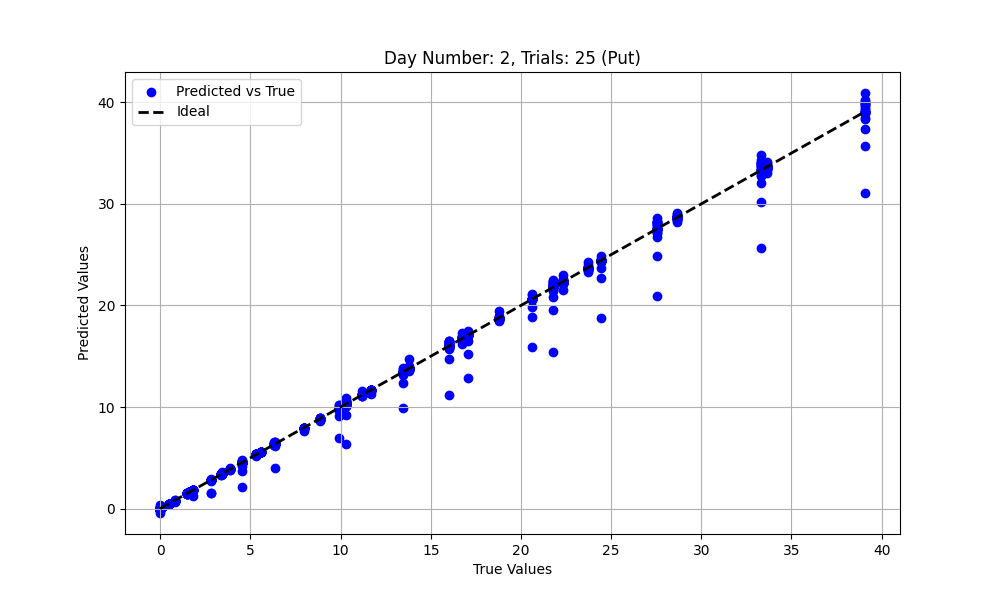 Day Number: 2, Trials: 25 (Put)
Predicted vs True
Ideal
40
30
20
10
0
Predicted Values
0 5 10 15 20 25 30 35 40
True Values